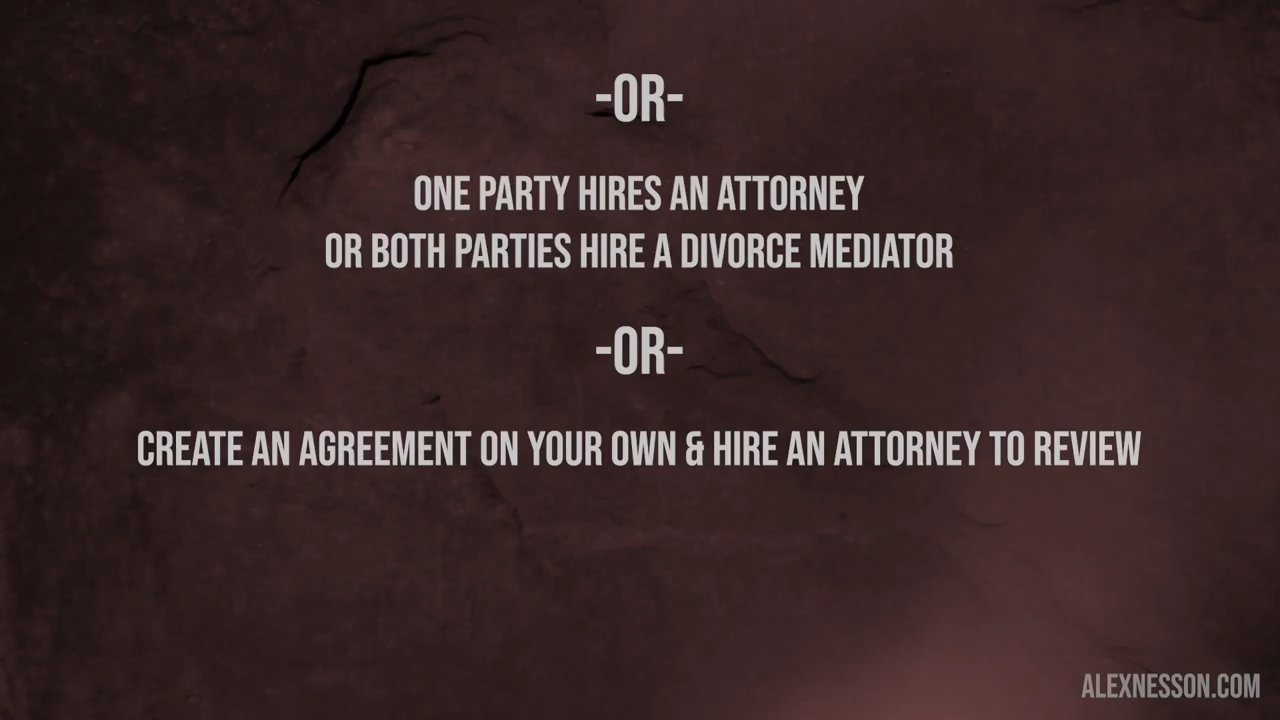 -OR-
ONE PARTY HIRES AN ATTORNEY
OR BOTH PARTIES HIRE A DIVORCE MEDIATOR
-OR-
CREATE AN AGREEMENT ON YOUR OWN & HIRE AN ATTORNEY TO REVIEW
ALEXNESSON.COM